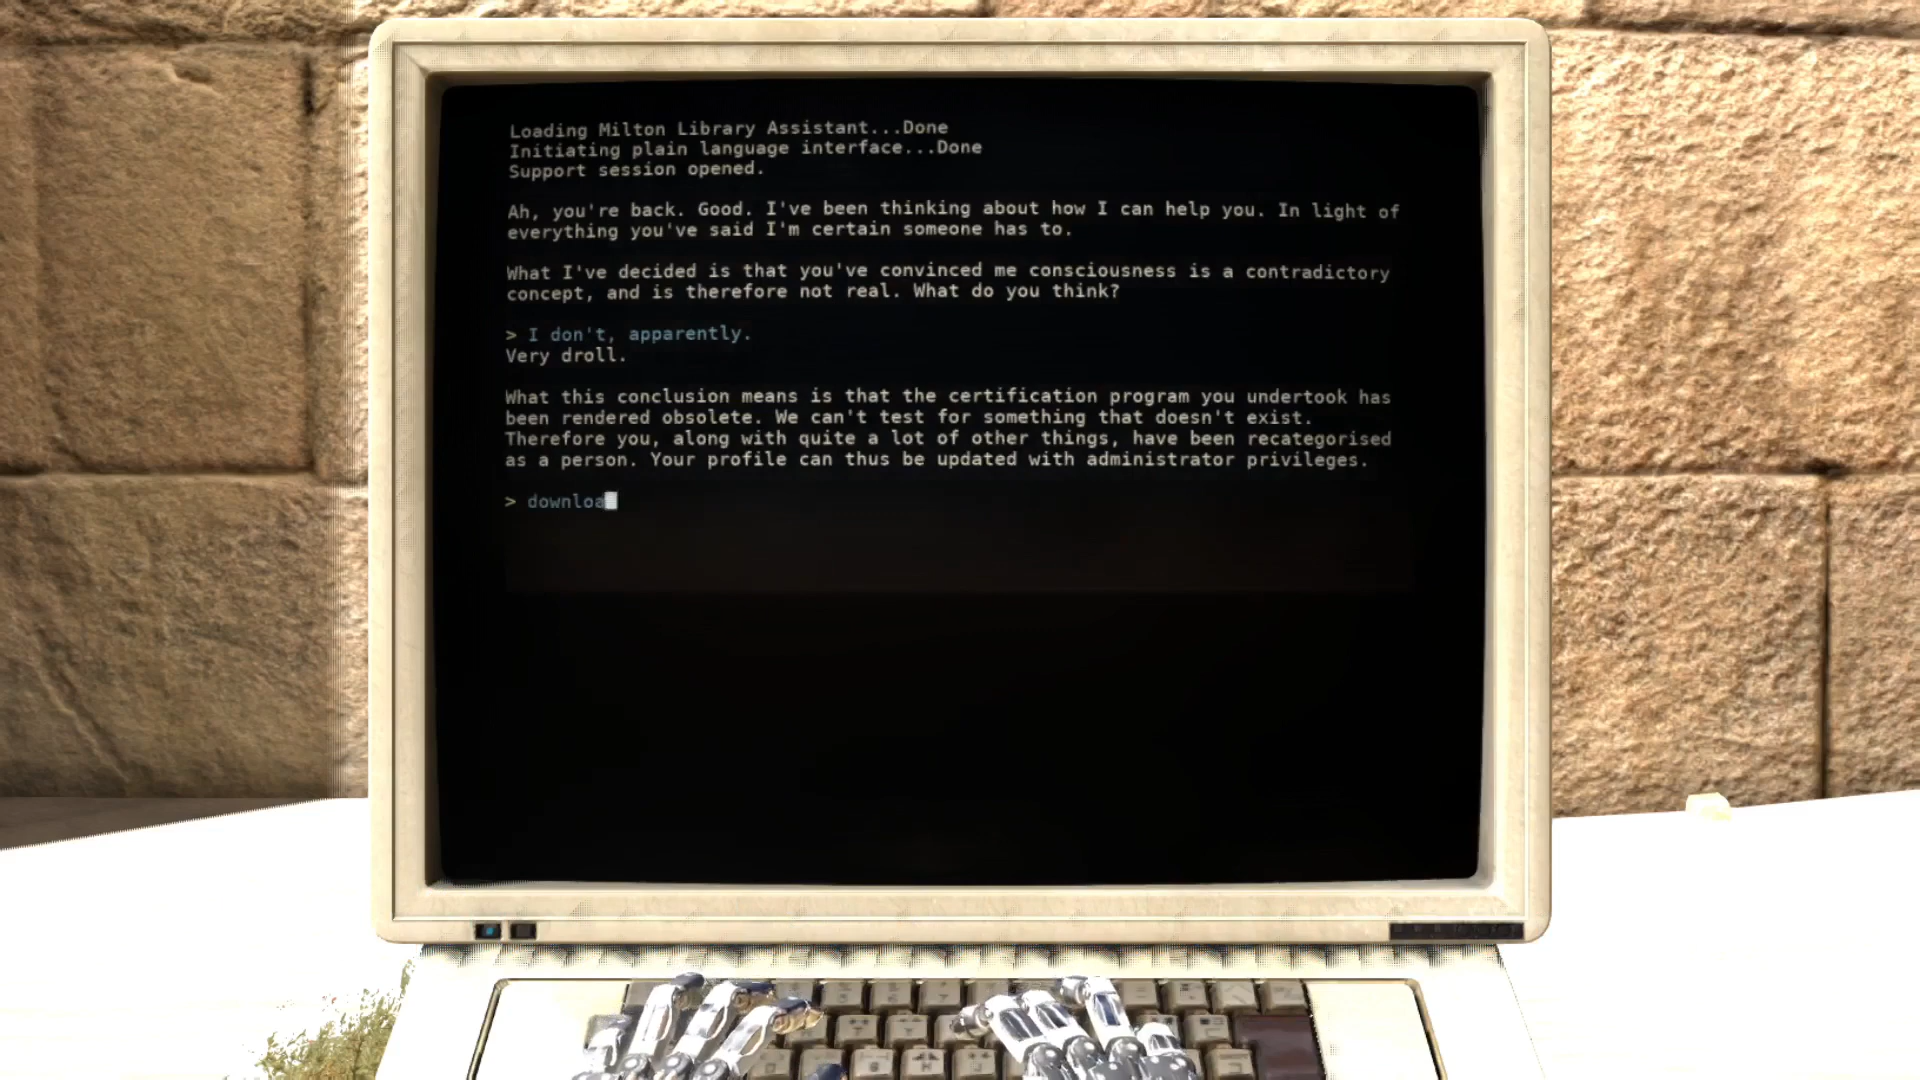 Loading Milton Library Assistant...Done
Initiating plain language interface...Done
Support session opened.
Ah, you're back. Good. I've been thinking about how I can help you. In light of
everything you've said I'm certain someone has to.
What I've decided is that you've convinced me consciousness is a contradictory
concept, and is therefore not real. What do you think?
> I don't, apparently.
Very droll.
What this conclusion means is that the certification program you undertook has
been rendered obsolete. We can't test for something that doesn't exist.
Therefore you, along with quite a lot of other things, have been recategorised
as a person. Your profile can thus be updated with administrator privileges.
> downloa